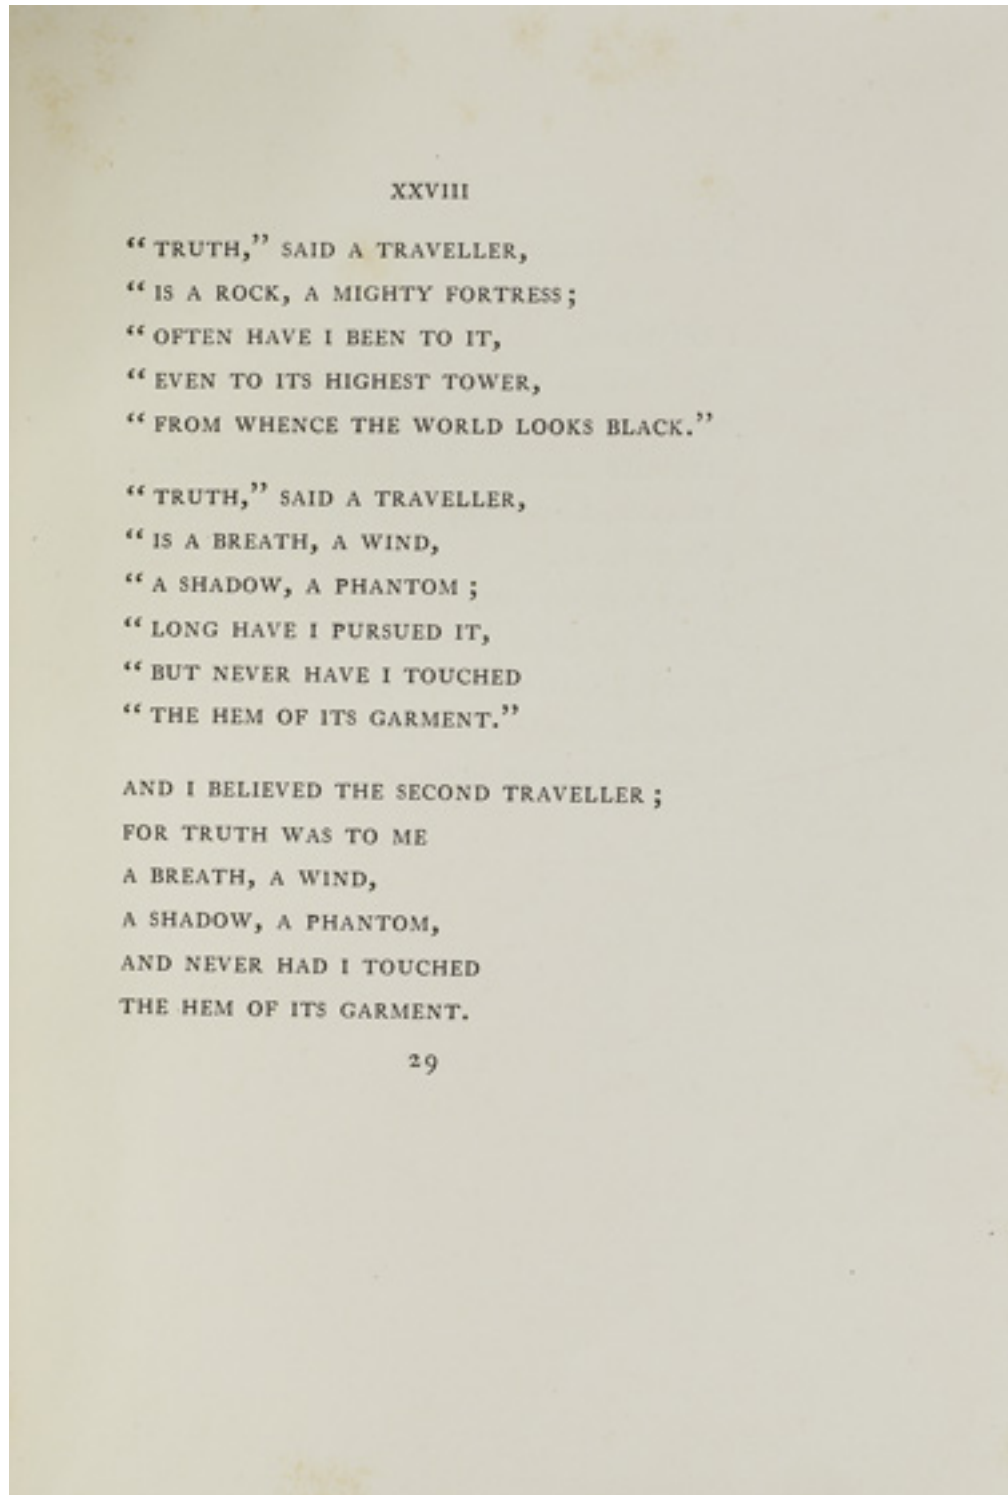 XXVIII
“ TRUTH,” SAID A TRAVELLER,
“ IS A ROCK, A MIGHTY FORTRESS ;
“ OFTEN HAVE I BEEN TO IT,
“ EVEN TO ITS HIGHEST TOWER,
“ FROM WHENCE THE WORLD LOOKS BLACK.”
“ TRUTH,” SAID A TRAVELLER,
“ IS A BREATH, A WIND,
“ A SHADOW, A PHANTOM ;
“ LONG HAVE I PURSUED IT,
“ BUT NEVER HAVE I TOUCHED
“ THE HEM OF ITS GARMENT.”
AND I BELIEVED THE SECOND TRAVELLER ;
FOR TRUTH WAS TO ME
A BREATH, A WIND,
A SHADOW, A PHANTOM,
AND NEVER HAD I TOUCHED
THE HEM OF ITS GARMENT.
29